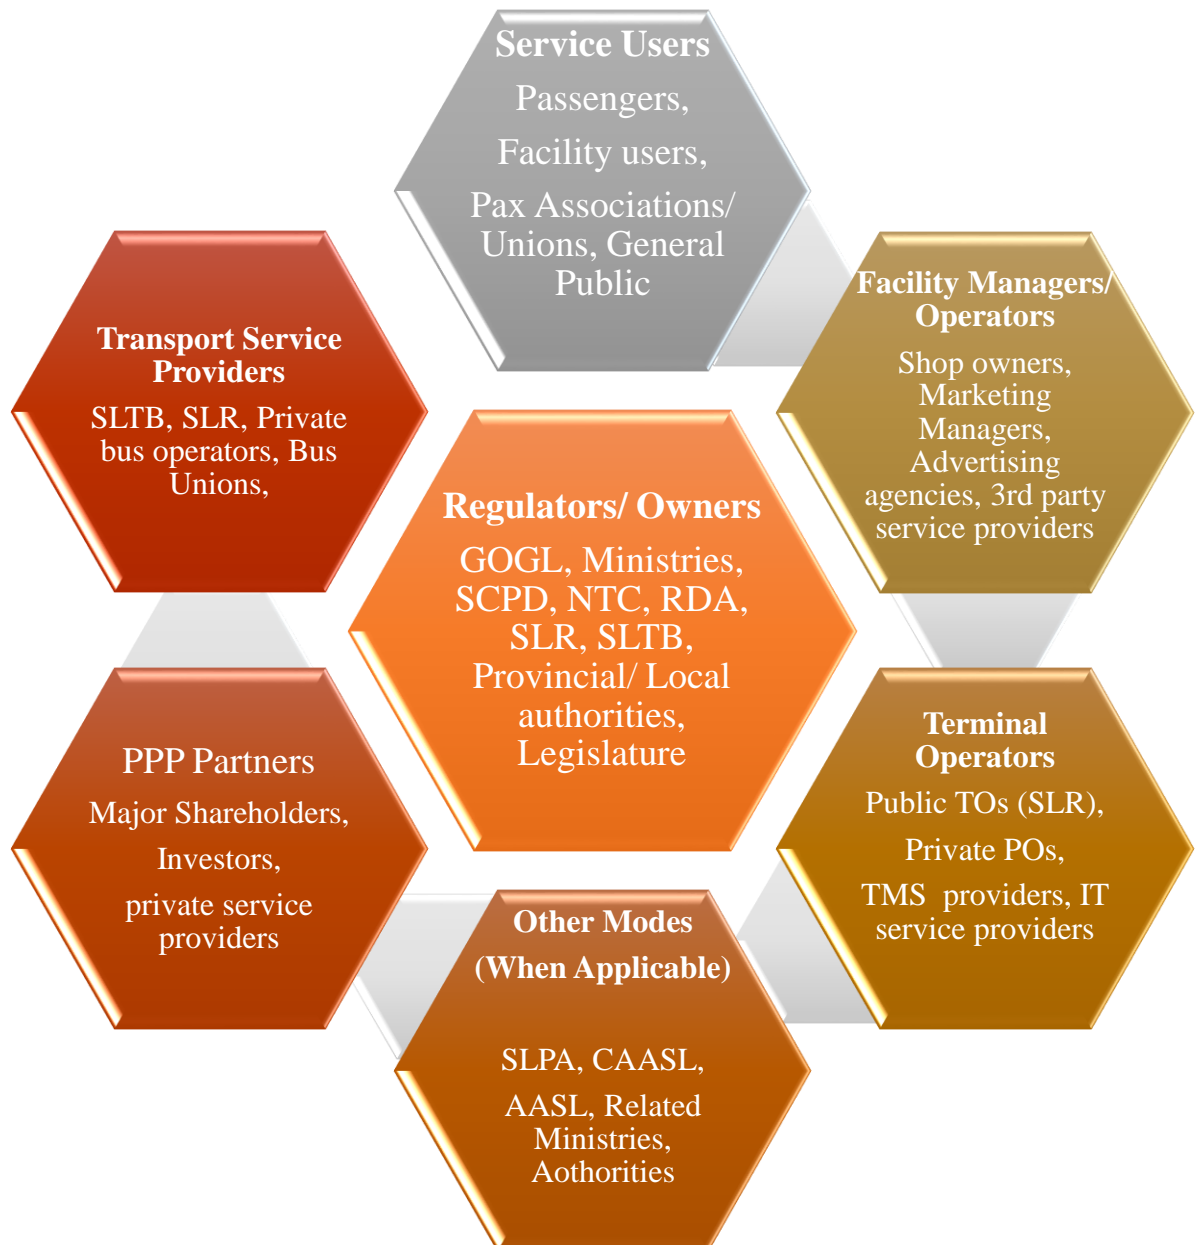 Service Users
Passengers,
Facility users,
Pax Associations/
Unions, General
Public
Facility Managers/
Operators
Shop owners,
Marketing
Managers,
Advertising
agencies, 3rd party
service providers
Transport Service
Providers
SLTB, SLR, Private
bus operators, Bus
Unions,
Regulators/ Owners
GOGL, Ministries,
SCPD, NTC, RDA,
SLR, SLTB,
Provincial/ Local
authorities,
Legislature
Terminal
Operators
Public TOs (SLR),
Private POs,
TMS  providers, IT
service providers
PPP Partners
Major Shareholders,
Investors,
private service
providers
Other Modes
(When Applicable)
SLPA, CAASL,
AASL, Related
Ministries,
Aothorities